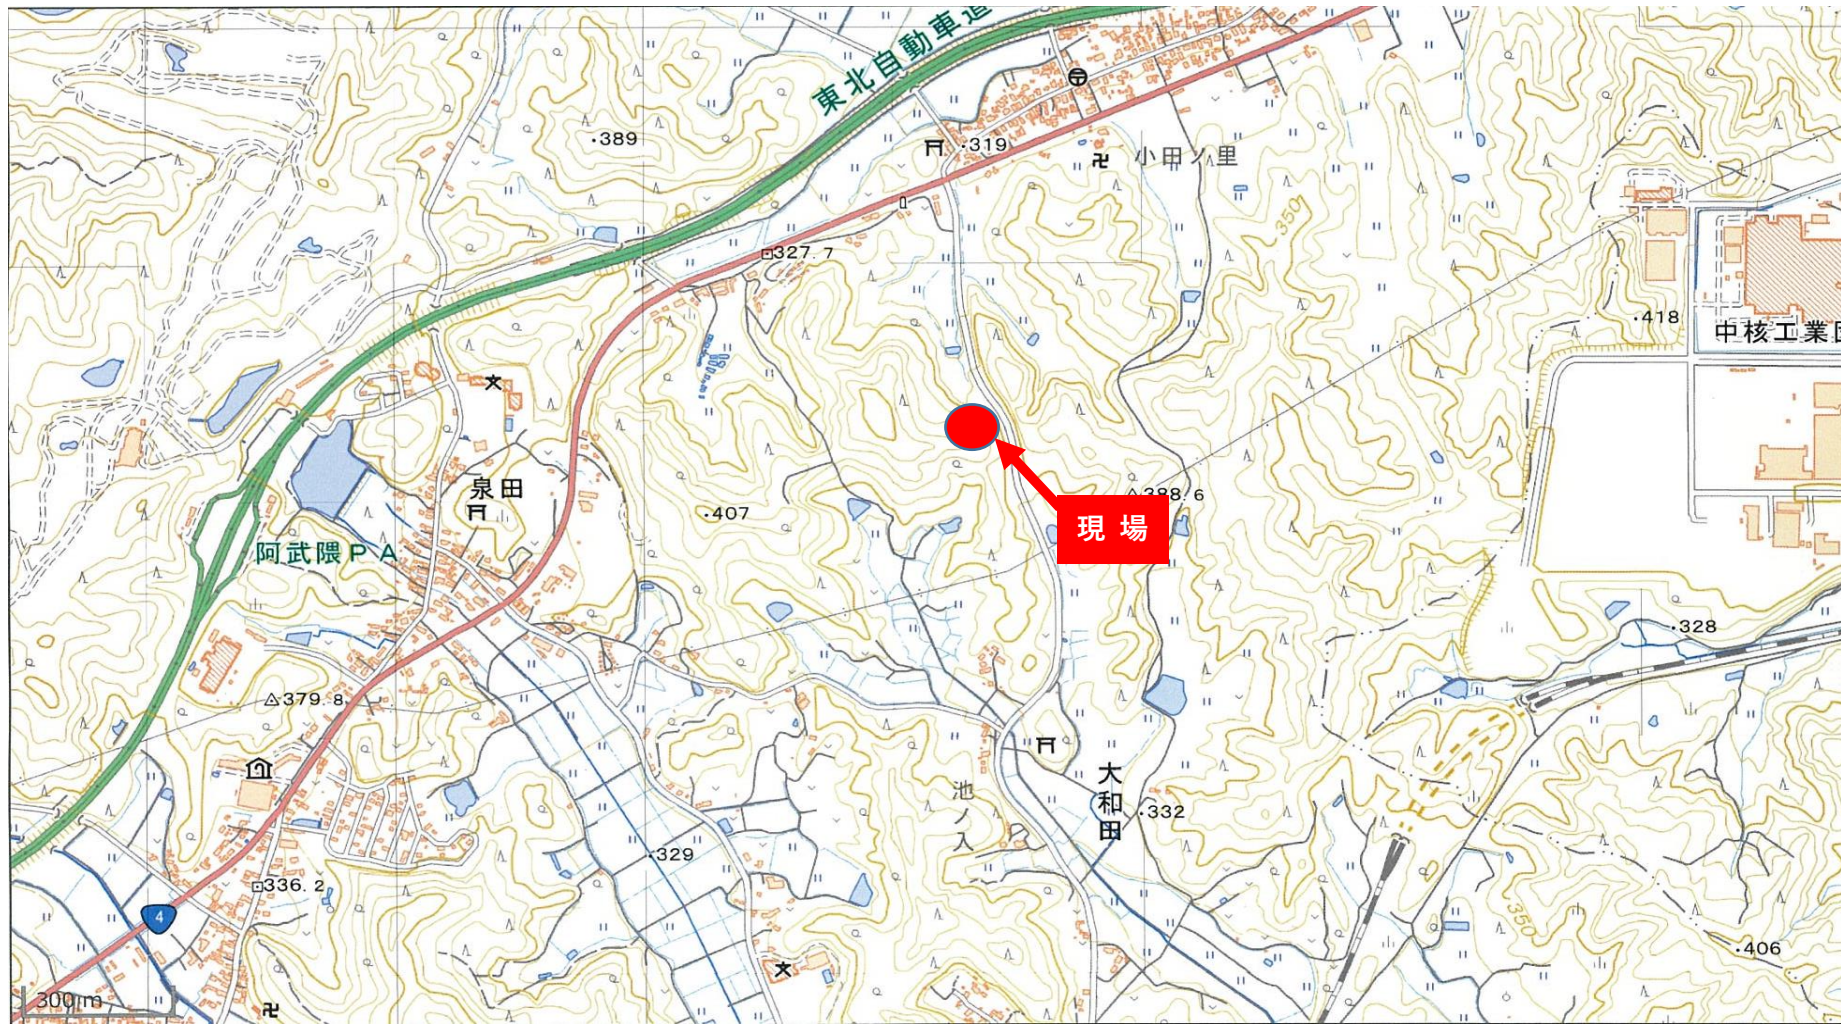 東北自動車道
・389
・319
小田ノ里
327.7
350
・418
中核工業団
388.6
泉田
・407
現 場
阿武隈ＰＡ
・328
379.8
大和田
池ノ入
・332
・329
336.2
4
350
・406
300 m